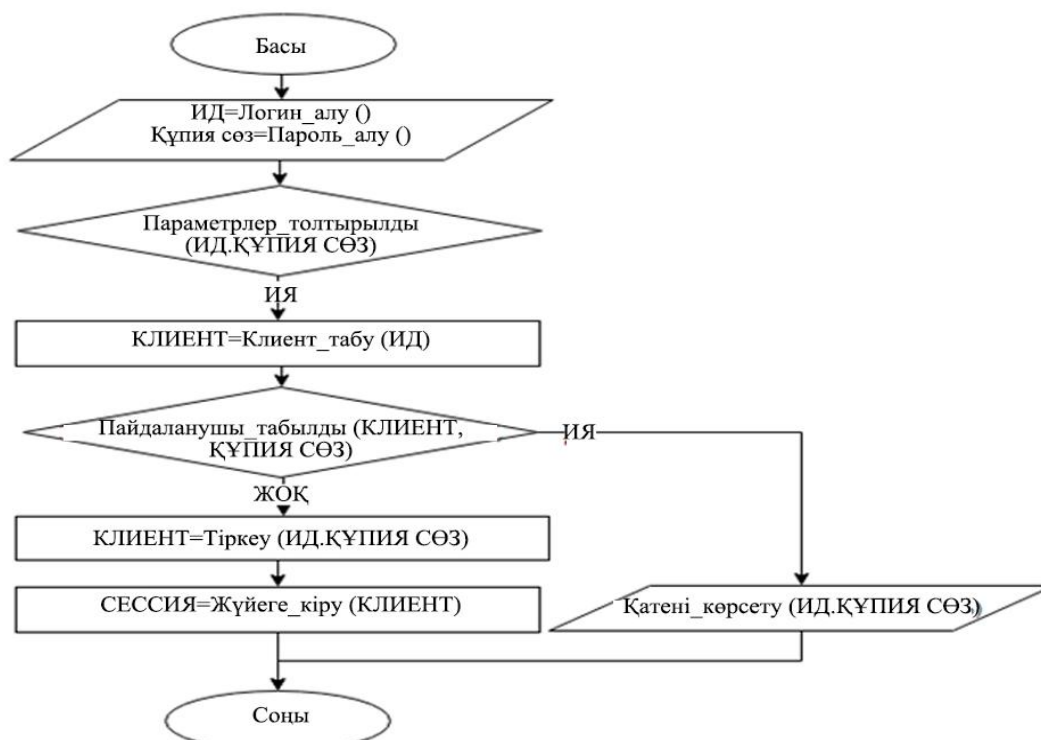 Басы
ИД=Логин_алу ()
Құпия сөз=Пароль_алу ()
Параметрлер_толтырылды
(ИД.ҚҰПИЯ СӨЗ)
ИЯ
КЛИЕНТ=Клиент_табу (ИД)
Пайдаланушы_табылды (КЛИЕНТ,
ҚҰПИЯ СӨЗ)
ИЯ
ЖОҚ
КЛИЕНТ=Тіркеу (ИД.ҚҰПИЯ СӨЗ)
СЕССИЯ=Жүйеге_кіру (КЛИЕНТ)
Қатені_көрсету (ИД.ҚҰПИЯ СӨЗ)
Соңы